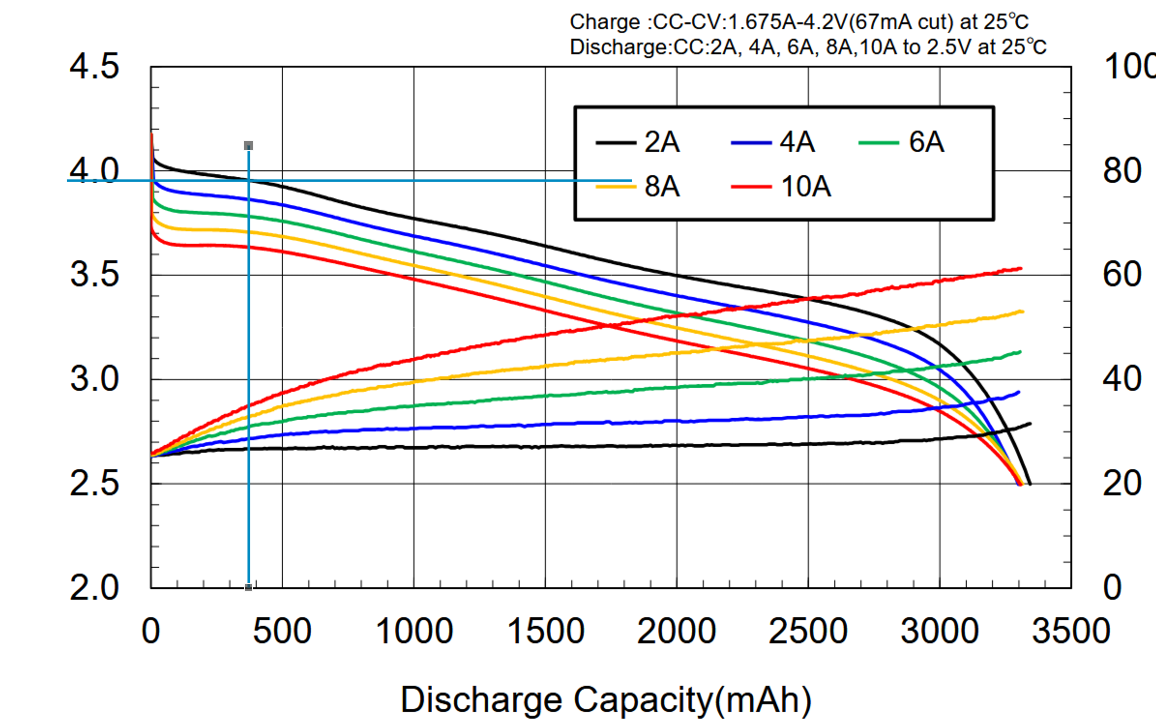 Charge :CC-CV:1.675A-4.2V(67mA cut) at 25℃
Discharge:CC:2A, 4A, 6A, 8A,10A to 2.5V at 25℃
4.5
100
2A
4A
6A
4.0
80
8A
10A
3.5
60
3.0
40
2.5
20
2.0
0
0
500
1000
1500
2000
2500
3000
3500
Discharge Capacity(mAh)